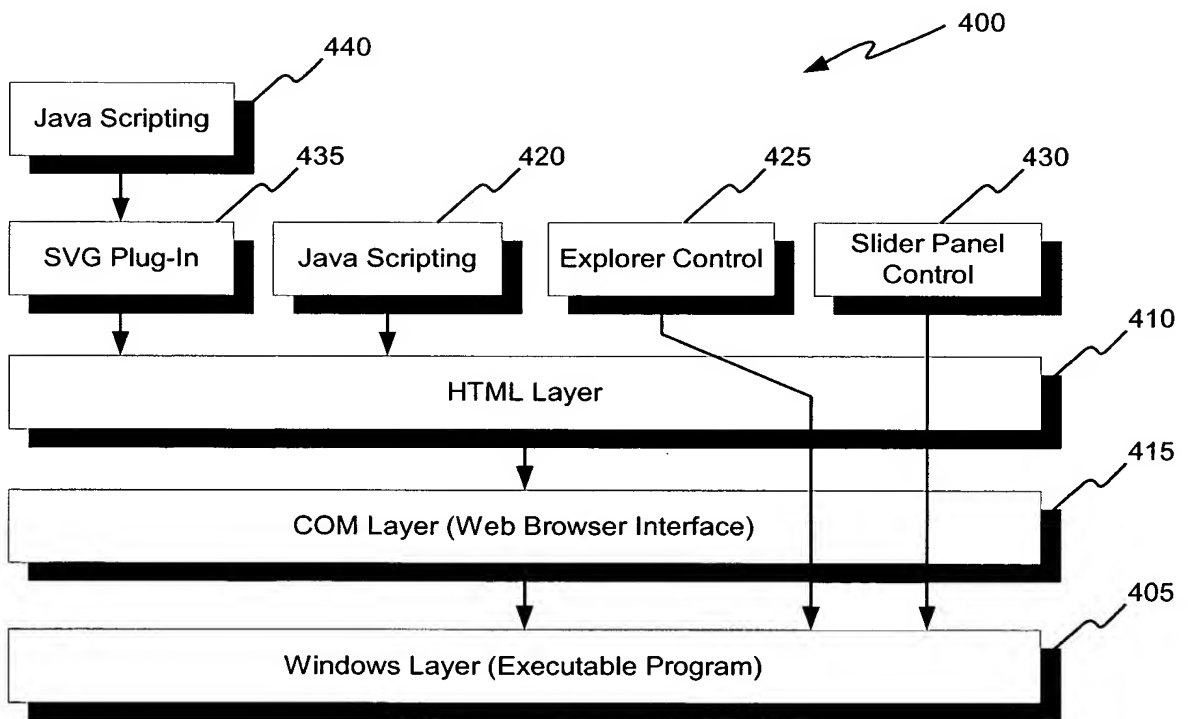 400
440
Java Scripting
435
420
425
430
SVG Plug-In
Java Scripting
Explorer Control
Slider Panel
Control
410
HTML Layer
415
COM Layer (Web Browser Interface)
405
Windows Layer (Executable Program)